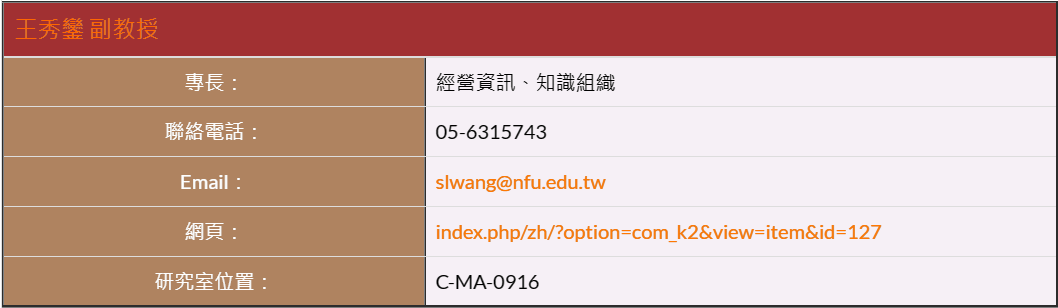 王秀鑾 副教授
專長： 經營資訊、知識組織
聯絡電話： 05-6315743
Email： slwang@nfu.edu.tw
網頁： index.php/zh/?option=com_k2&view=item&id=127
研究室位置： C-MA-0916